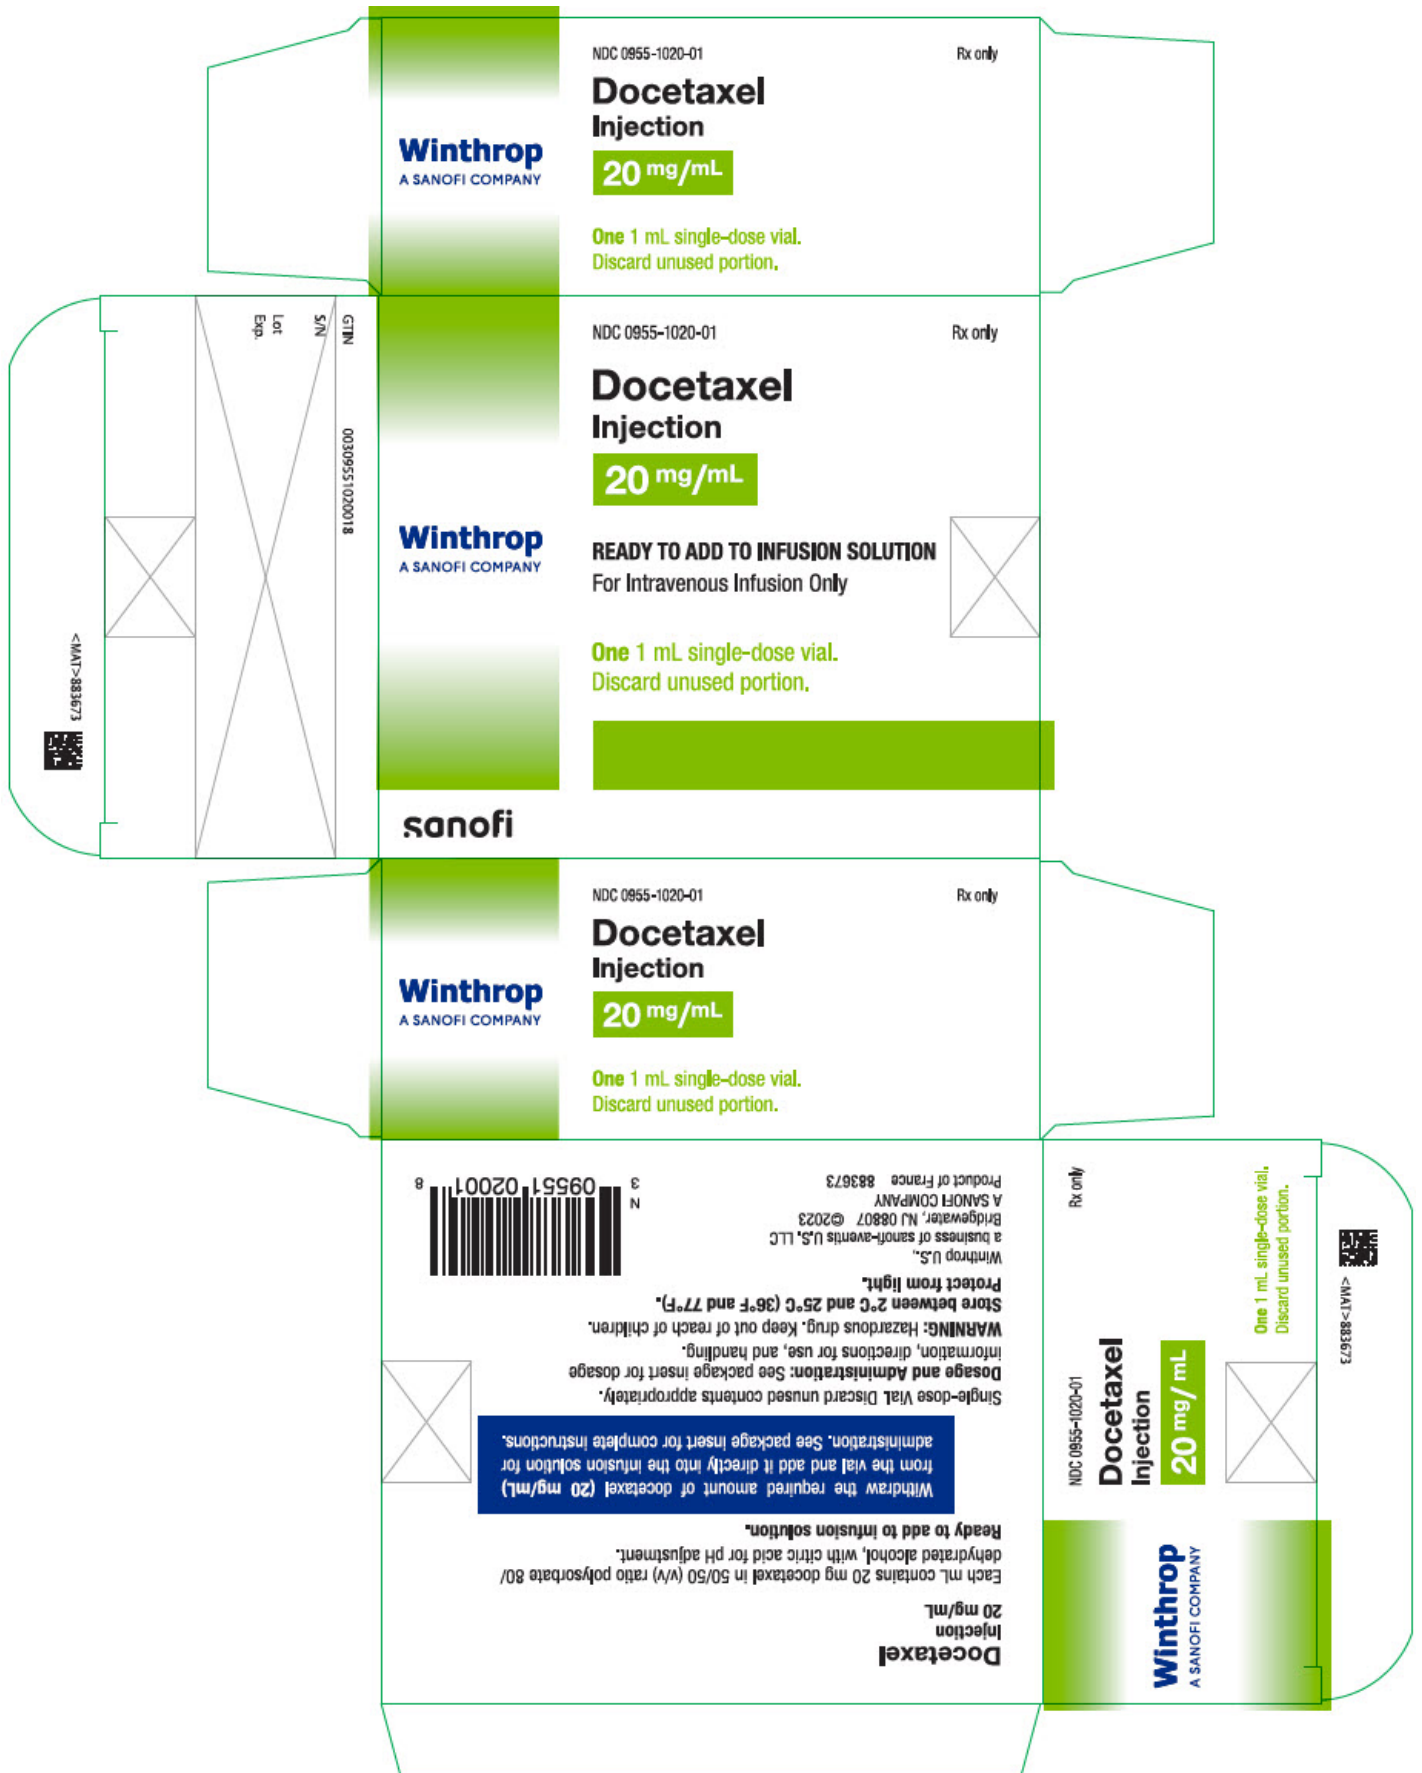 NDC 0955-1020-01
Rx only
Docetaxel
Injection
20 mg/mL
Winthrop
A SANOFI COMPANY
One 1 mL single-dose vial.
Discard unused portion.
GTIN 00309551020018
S/N
Lot
Exp.
<MAT>883673
NDC 0955-1020-01
Rx only
Docetaxel
Injection
20 mg/mL
Winthrop
A SANOFI COMPANY
READY TO ADD TO INFUSION SOLUTION
For Intravenous Infusion Only
One 1 mL single-dose vial.
Discard unused portion.
sanofi
NDC 0955-1020-01
Rx only
Docetaxel
Injection
20 mg/mL
Winthrop
A SANOFI COMPANY
One 1 mL single-dose vial.
Discard unused portion.
Docetaxel
Injection
20 mg/mL
Each mL contains 20 mg docetaxel in 50/50 (v/v) ratio polysorbate 80/
dehydrated alcohol, with citric acid for pH adjustment.
Ready to add to infusion solution.
Withdraw the required amount of docetaxel (20 mg/mL)
from the vial and add it directly into the infusion solution for
administration. See package insert for complete instructions.
Single-dose Vial. Discard unused contents appropriately.
Dosage and Administration: See package insert for dosage
information, directions for use, and handling.
WARNING: Hazardous drug. Keep out of reach of children.
Store between 2°C and 25°C (36°F and 77°F).
Protect from light.
Winthrop U.S.,
a business of sanofi-aventis U.S. LLC
Bridgewater, NJ 08807 ©2023
A SANOFI COMPANY
Product of France 883673
N
3 09551 02001 8
NDC 0955-1020-01
Rx only
Docetaxel
Injection
20 mg/ mL
One 1 mL single-dose vial.
Discard unused portion.
Winthrop
A SANOFI COMPANY
<MAT>883673